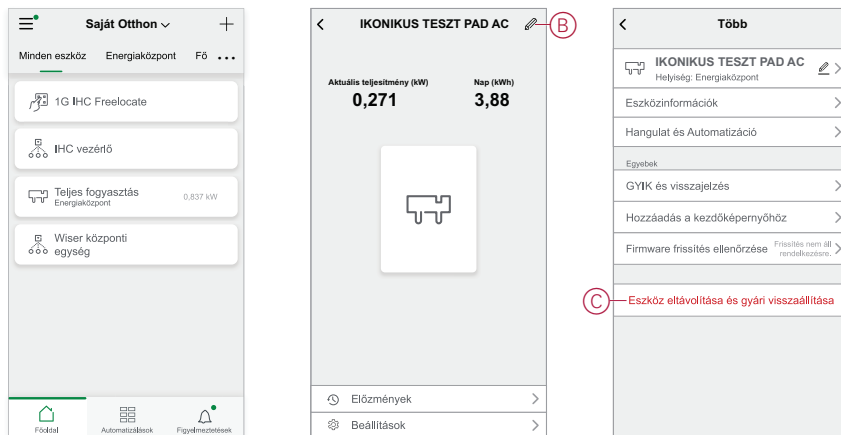 Saját Otthon
Minden eszköz Energiaközpont Fő ...
1G IHC Freelocate
IHC vezérlő
Teljes fogyasztás
Energiaközpont
0,837 kW
Wiser központi
egység
Főoldal Automatizálások Figyelmeztetések
IKONIKUS TESZT PAD AC
B
Aktuális teljesítmény (kW) Nap (kWh)
0,271 3,88
Előzmények
Beállítások
Több
IKONIKUS TESZT PAD AC
Helyiség: Energiaközpont
Eszközinformációk
Hangulat és Automatizáció
Egyebek
GYIK és visszajelzés
Hozzáadás a kezdőképernyőhöz
Firmware frissítés ellenőrzése
Frissítés nem áll
rendelkezésre.
C
Eszköz eltávolítása és gyári visszaállítása